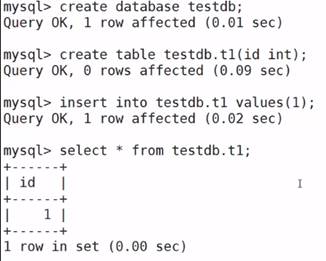 mysql> create database testdb;
Query OK, 1 row affected (0.01 sec)
mysql> create table testdb.t1(id int);
Query OK, 0 rows affected (0.09 sec)
mysql> insert into testdb.t1 values(1);
Query OK, 1 row affected (0.02 sec)
mysql> select * from testdb.t1;
+------+
| id   |
+------+
|    1 |
+------+
1 row in set (0.00 sec)